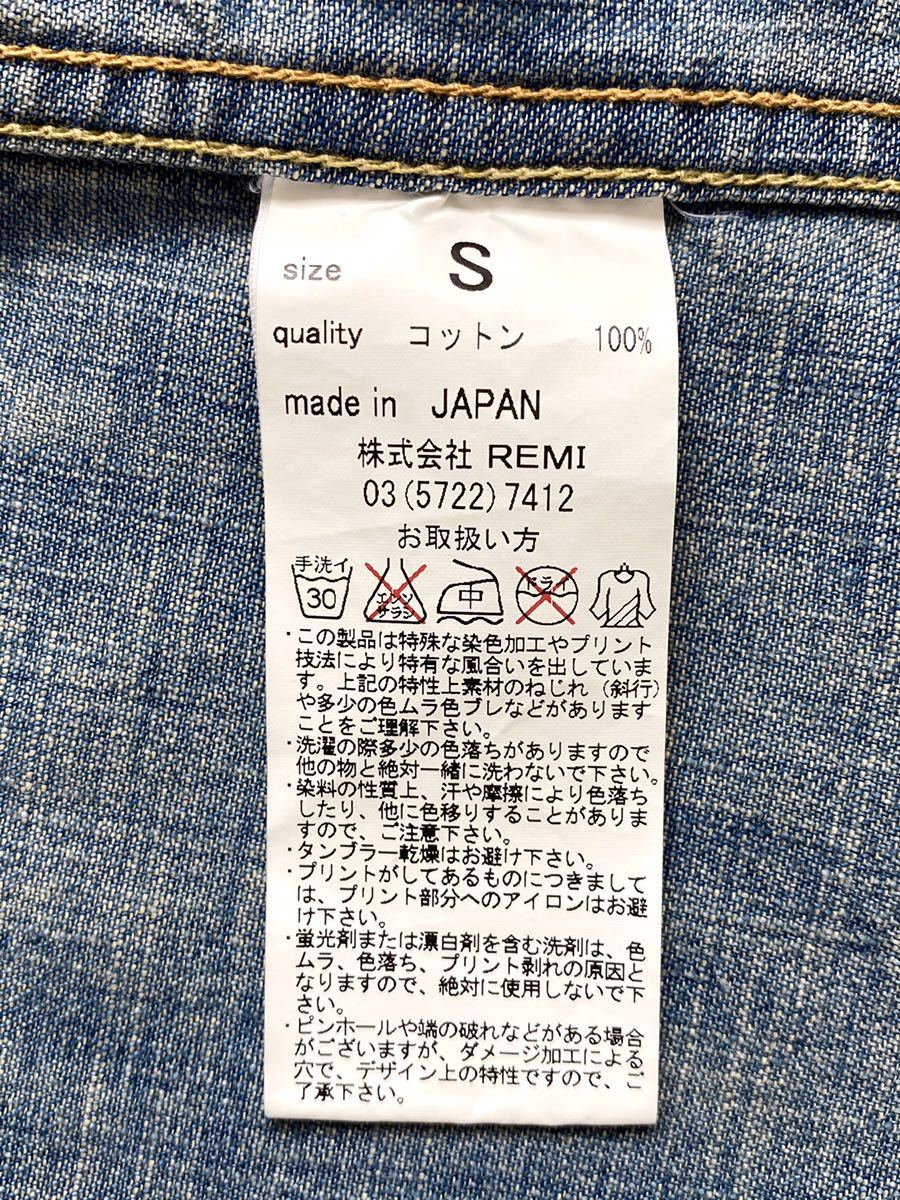 size S
quality コットン 100%
made in JAPAN
株式会社 REMI
03(5722)7412
お取扱い方
手洗イ 30 エンソ サラシ 中 ドライ
・この製品は特殊な染色加工やプリント
技法により特有な風合いを出していま
す。上記の特性上素材のねじれ（斜行）
や多少の色ムラ色ブレなどがあります
ことをご理解下さい。
・洗濯の際多少の色落ちがありますので
他の物と絶対一緒に洗わないで下さい。
・染料の性質上、汗や摩擦により色落ち
したり、他に色移りすることがありま
すので、ご注意下さい。
・タンブラー乾燥はお避け下さい。
・プリントがしてあるものにつきまして
は、プリント部分へのアイロンはお避
け下さい。
・蛍光剤または漂白剤を含む洗剤は、色
ムラ、色落ち、プリント剥れの原因と
なりますので、絶対に使用しないで下
さい。
・ピンホールや端の破れなどがある場合
がございますが、ダメージ加工による
穴で、デザイン上の特性ですので、ご
了承下さい。